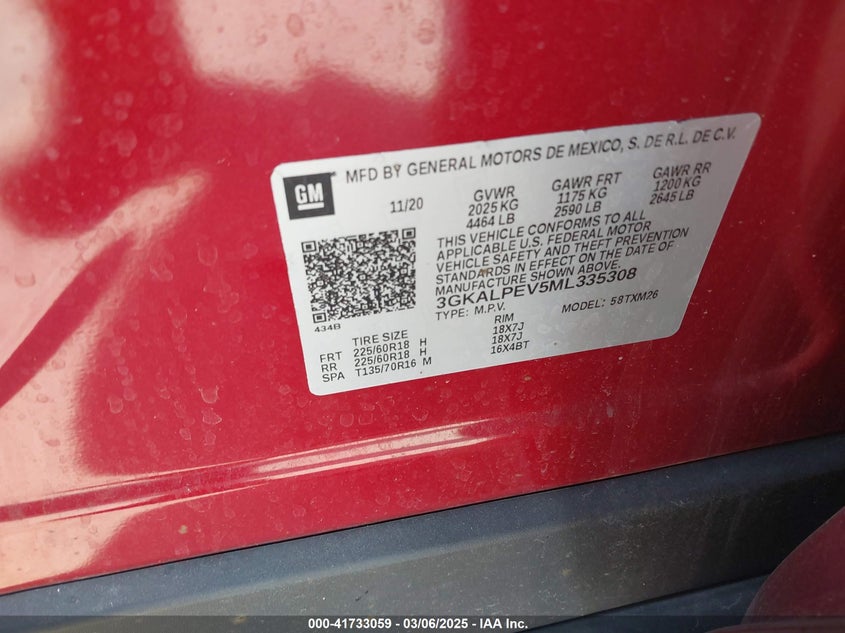 GM
MFD BY GENERAL MOTORS DE MEXICO, S. DE R.L. DE C.V.
11/20
GVWR
2025 KG
4464 LB
GAWR FRT
1175 KG
2590 LB
GAWR RR
1200 KG
2645 LB
THIS VEHICLE CONFORMS TO ALL
APPLICABLE U.S. FEDERAL MOTOR
VEHICLE SAFETY AND THEFT PREVENTION
STANDARDS IN EFFECT ON THE DATE OF
MANUFACTURE SHOWN ABOVE.
3GKALPEV5ML335308
TYPE: M.P.V. MODEL: 58TXM26
434B
TIRE SIZE RIM
FRT 225/60R18 H 18X7J
RR 225/60R18 H 18X7J
SPA T135/70R16 M 16X4BT
000-41733059 | 03/06/2025 | IAA Inc.